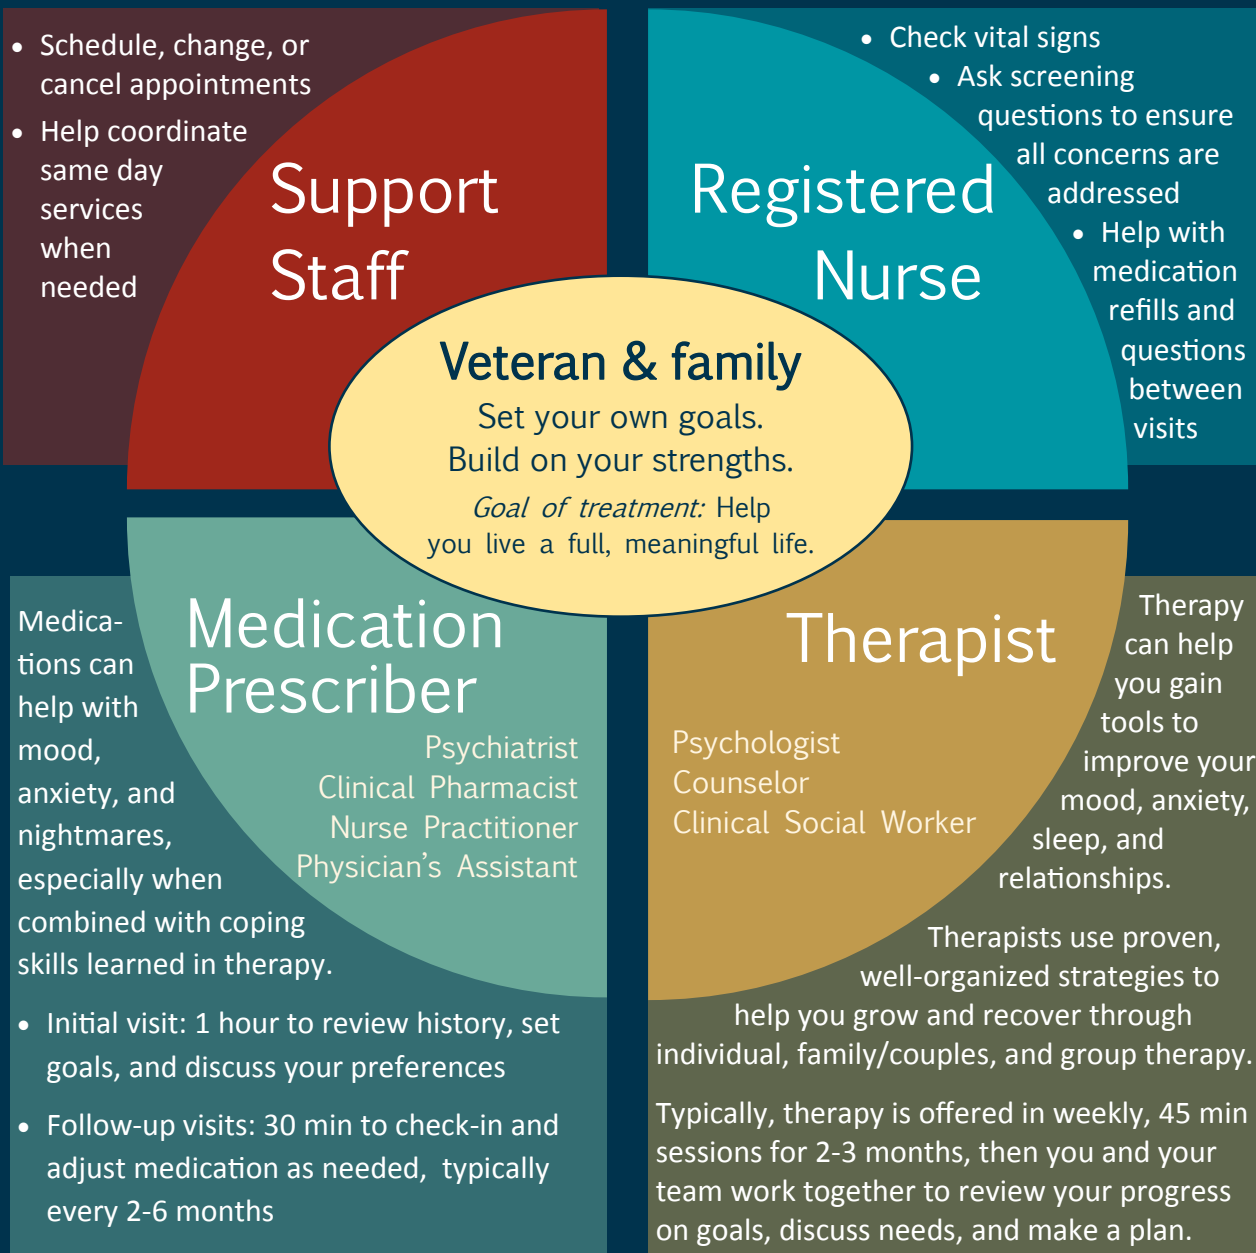 • Schedule, change, or
cancel appointments
• Help coordinate
same day
services
when
needed
Support
Staff
• Check vital signs
• Ask screening
questions to ensure
all concerns are
addressed
• Help with
medication
refills and
questions
between
visits
Registered
Nurse
Veteran & family
Set your own goals.
Build on your strengths.
Goal of treatment: Help
you live a full, meaningful life.
Medica-
tions can
help with
mood,
anxiety, and
nightmares,
especially when
combined with coping
skills learned in therapy.
• Initial visit: 1 hour to review history, set
goals, and discuss your preferences
• Follow-up visits: 30 min to check-in and
adjust medication as needed, typically
every 2-6 months
Medication
Prescriber
Psychiatrist
Clinical Pharmacist
Nurse Practitioner
Physician’s Assistant
Therapist
Psychologist
Counselor
Clinical Social Worker
Therapy
can help
you gain
tools to
improve your
mood, anxiety,
sleep, and
relationships.
Therapists use proven,
well-organized strategies to
help you grow and recover through
individual, family/couples, and group therapy.
Typically, therapy is offered in weekly, 45 min
sessions for 2-3 months, then you and your
team work together to review your progress
on goals, discuss needs, and make a plan.